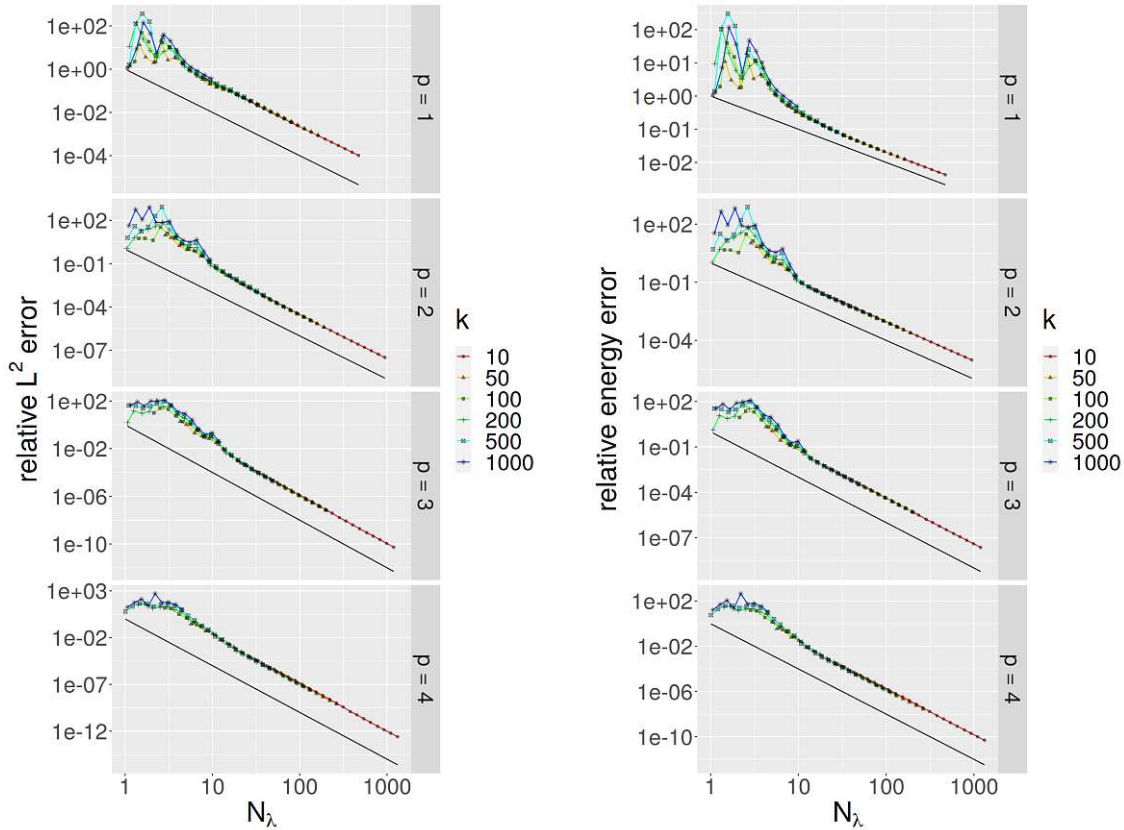 relative L² error
1e+02
1e+00
1e-02
1e-04
p = 1
1e+02
1e-01
1e-04
1e-07
p = 2
1e+02
1e-02
1e-06
1e-10
p = 3
1e+03
1e-02
1e-07
1e-12
p = 4
1
10
100
1000
Nλ
k
10
50
100
200
500
1000
relative energy error
1e+02
1e+01
1e+00
1e-01
1e-02
p = 1
1e+02
1e-01
1e-04
p = 2
1e+02
1e-01
1e-04
1e-07
p = 3
1e+02
1e-02
1e-06
1e-10
p = 4
1
10
100
1000
Nλ
k
10
50
100
200
500
1000